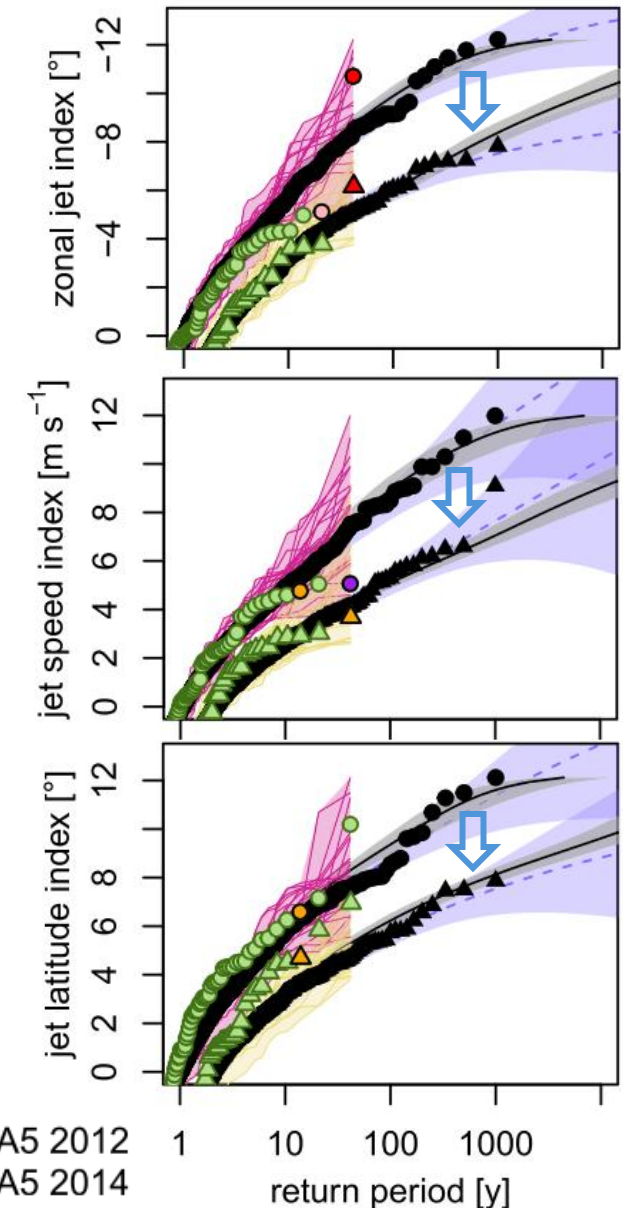 zonal jet index [°]
−12
−8
−4
0
jet speed index [m s⁻¹]
12
8
6
4
2
0
jet latitude index [°]
12
8
6
4
2
0
A5 2012
A5 2014
1 10 100 1000
return period [y]